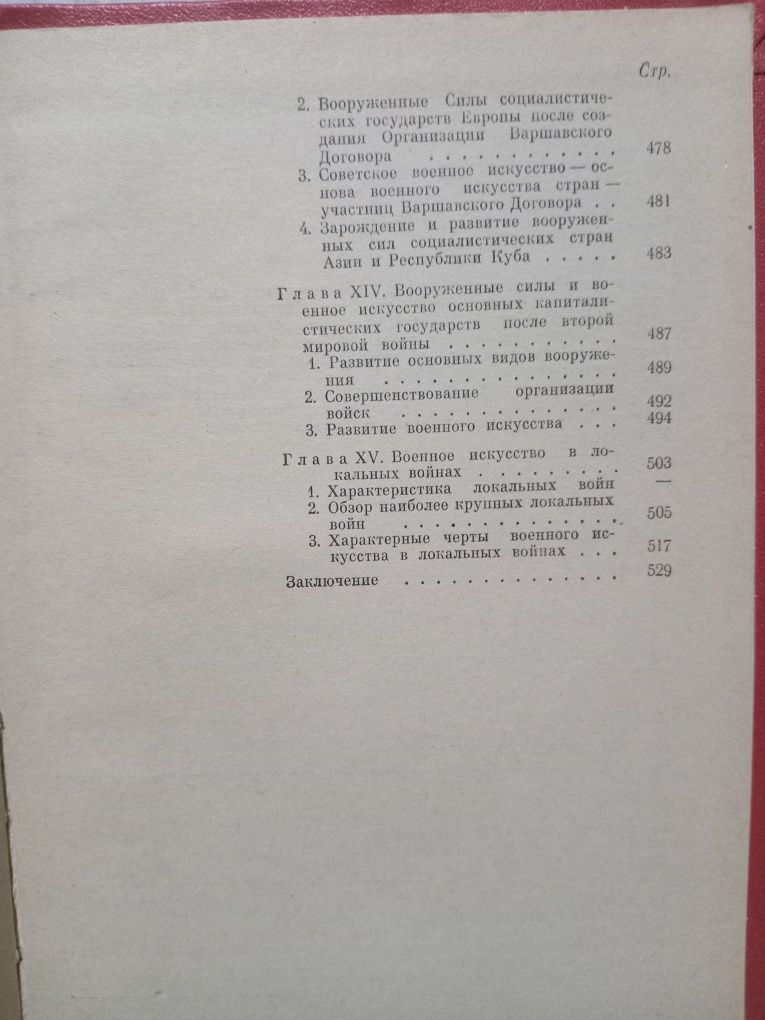 Стр.
2. Вооруженные Силы социалистиче-
ских государств Европы после соз-
дания Организации Варшавского
Договора . . . . . . . . . . . . 478
3. Советское военное искусство — ос-
нова военного искусства стран —
участниц Варшавского Договора . . 481
4. Зарождение и развитие вооружен-
ных сил социалистических стран
Азии и Республики Куба . . . . . 483
Глава XIV. Вооруженные силы и во-
енное искусство основных капитали-
стических государств после второй
мировой войны . . . . . . . . . . . 487
1. Развитие основных видов вооруже-
ния . . . . . . . . . . . . . . 489
2. Совершенствование организации
войск . . . . . . . . . . . . . 492
3. Развитие военного искусства . . . 494
Глава XV. Военное искусство в ло-
кальных войнах . . . . . . . . . 503
1. Характеристика локальных войн —
2. Обзор наиболее крупных локальных
войн . . . . . . . . . . . . . . 505
3. Характерные черты военного ис-
кусства в локальных войнах . . . 517
Заключение . . . . . . . . . . . . . . 529